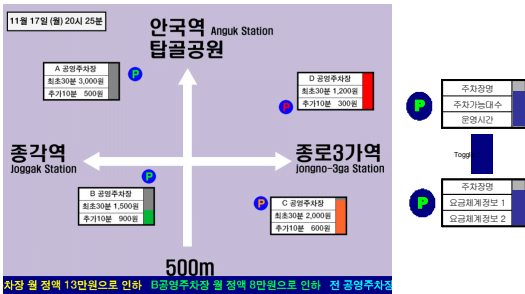 11월 17일(월) 20시 25분
안국역 Anguk Station
탑골공원
A 공영주차장
최초30분 3,000원
추가10분 500원
P
D 공영주차장
최초30분 1,200원
추가10분 300원
P
종각역
Joggak Station
종로3가역
jongno-3ga Station
P
B 공영주차장
최초30분 1,500원
추가10분 900원
P
C 공영주차장
최초30분 2,000원
추가10분 600원
500m
차장 월 정액 13만원으로 인하 B공영주차장 월 정액 8만원으로 인하 전 공영주차장
P
주차장명
주차가능대수
운영시간
Toggl
P
주차장명
요금체계정보 1
요금체계정보 2